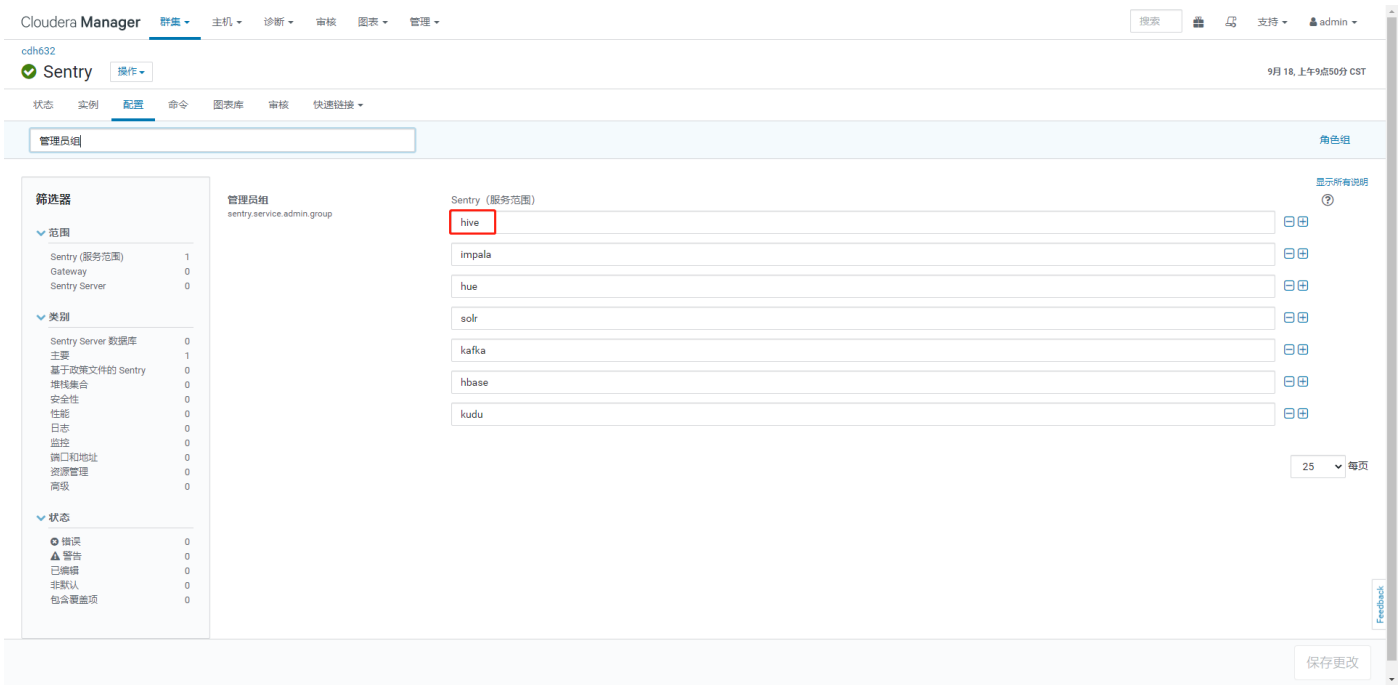 Cloudera Manager 群集 主机 诊断 审核 图表 管理 搜索 支持 admin
cdh632
Sentry 操作 9月 18, 上午9点50分 CST
状态 实例 配置 命令 图表库 审核 快速链接
管理员组 角色组
显示所有说明
筛选器
范围
Sentry (服务范围) 1
Gateway 0
Sentry Server 0
类别
Sentry Server 数据库 0
主要 1
基于政策文件的 Sentry 0
堆栈集合 0
安全性 0
性能 0
日志 0
监控 0
端口和地址 0
资源管理 0
高级 0
状态
错误 0
警告 0
已编辑 0
非默认 0
包含覆盖项 0
管理员组
sentry.service.admin.group
Sentry（服务范围）
hive
impala
hue
solr
kafka
hbase
kudu
25 每页
Feedback
保存更改